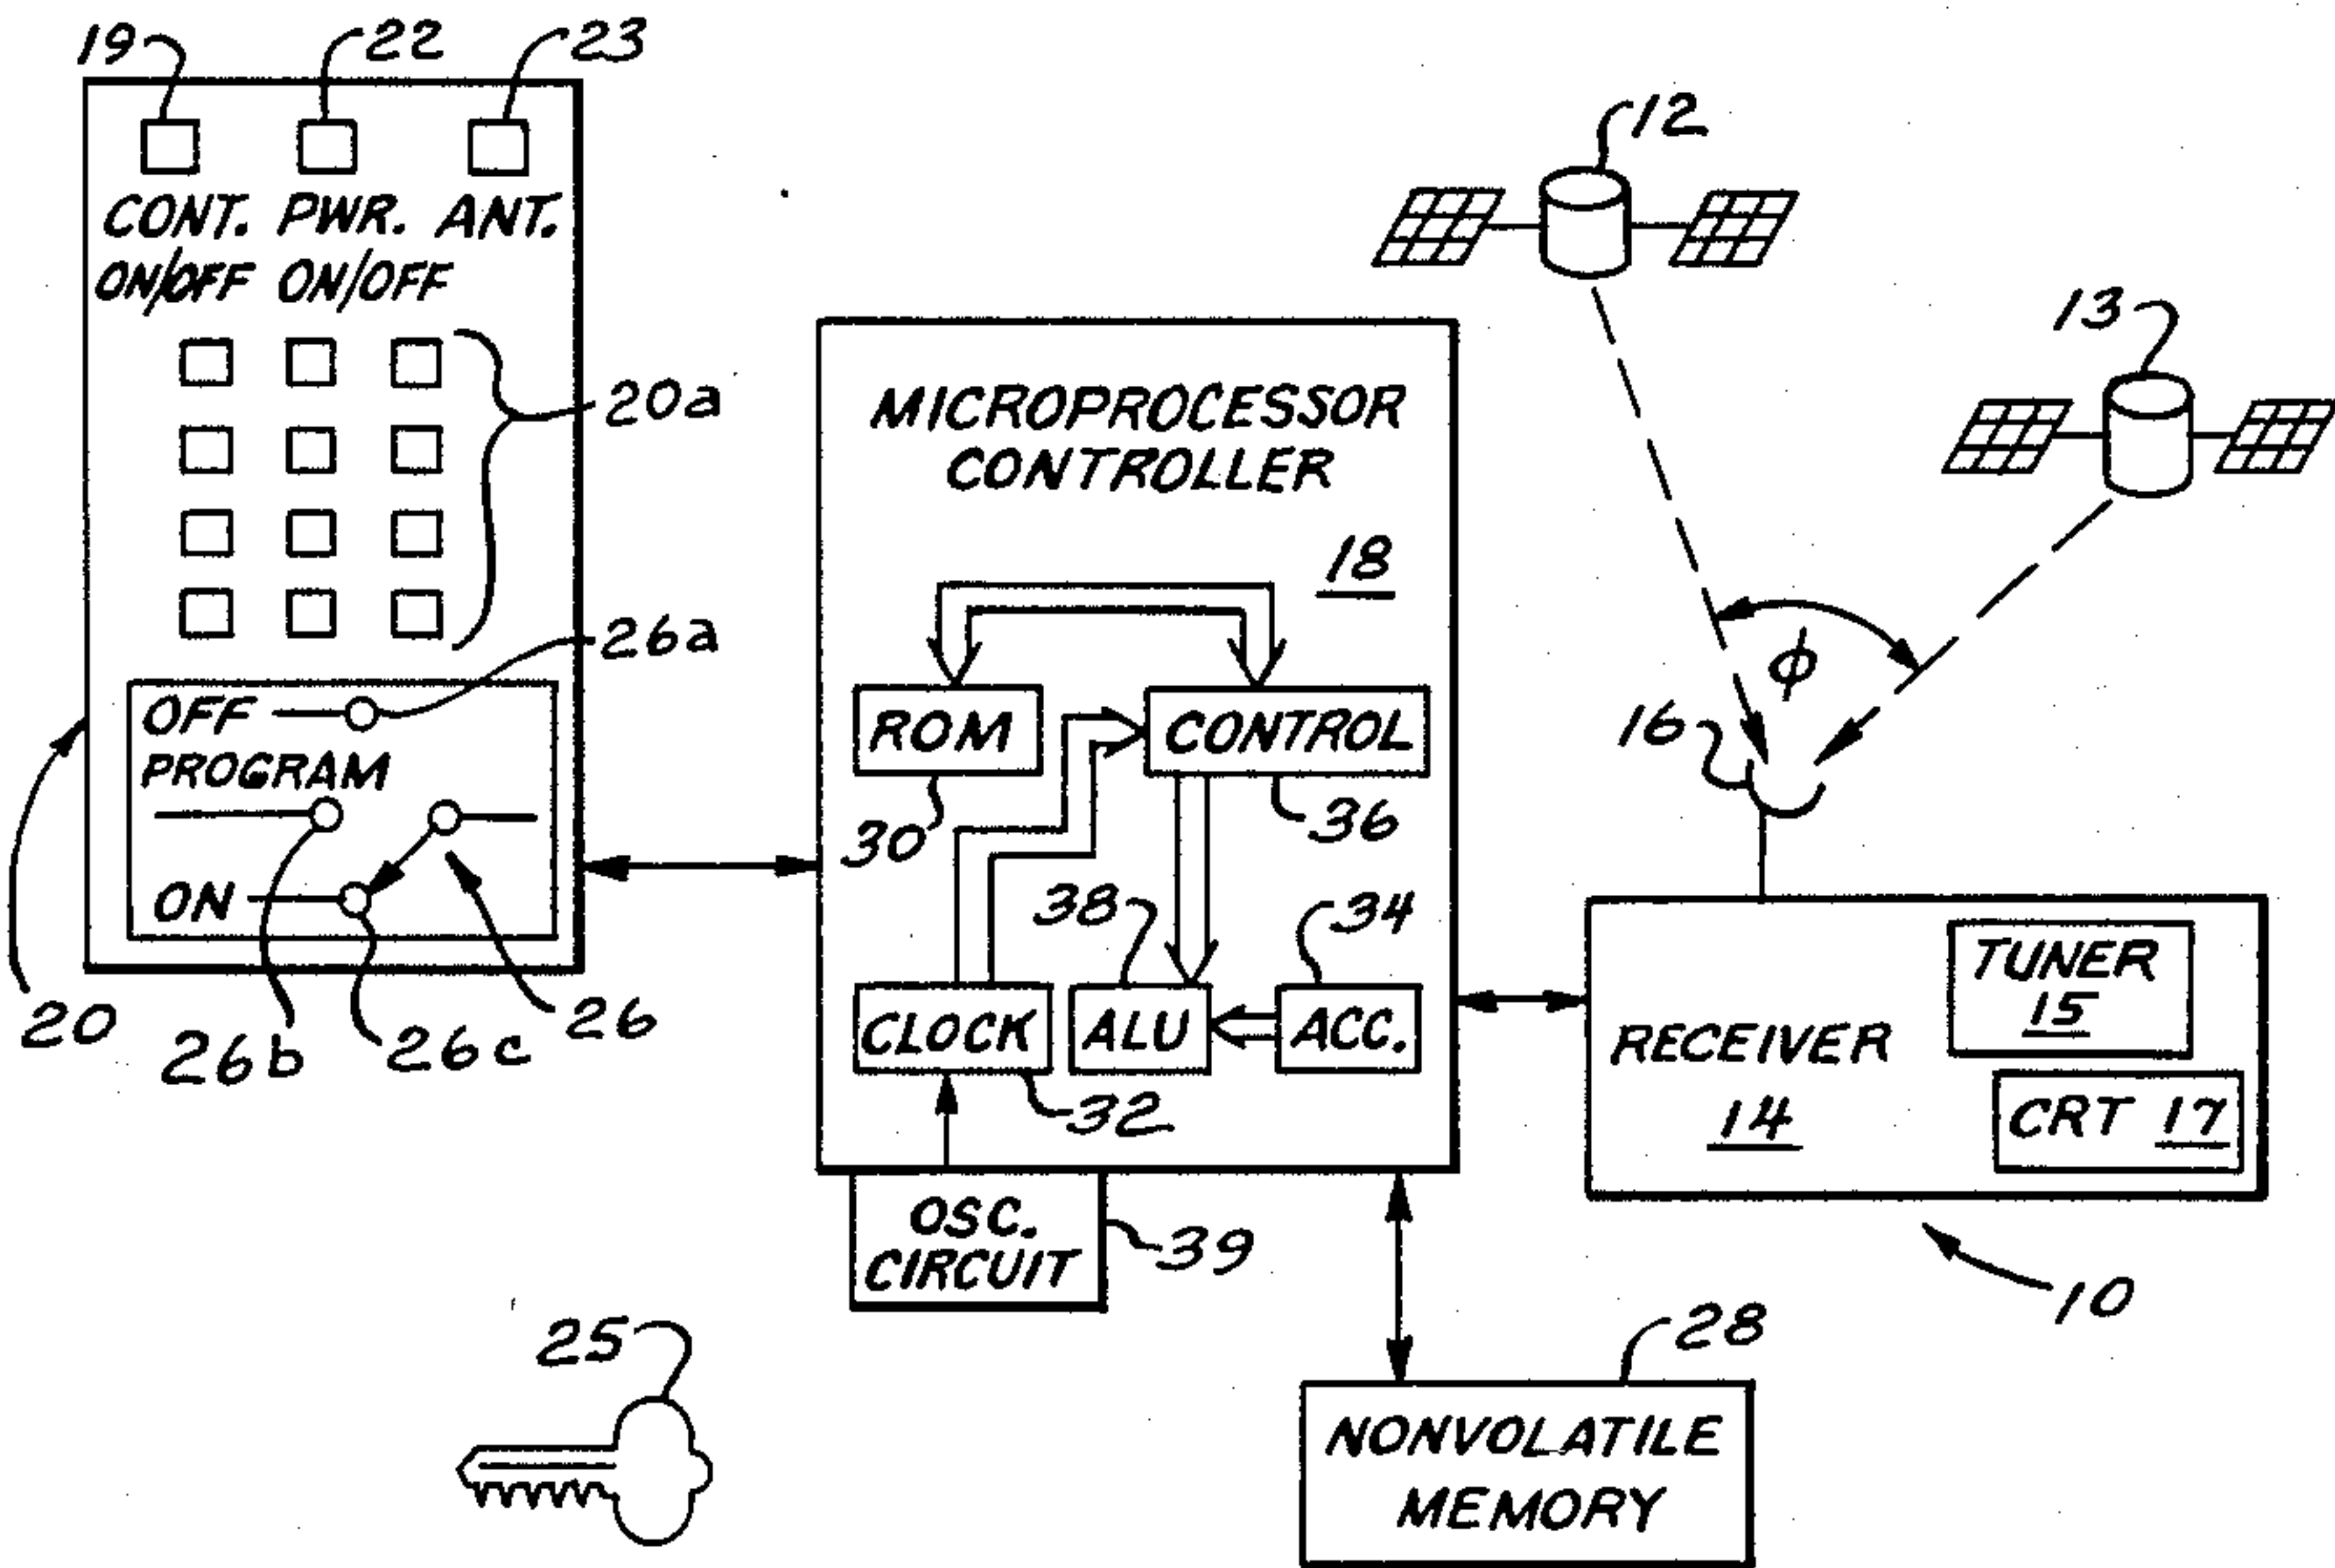 19 22 23
CONT. PWR. ANT.
ON/OFF ON/OFF
20a
26a
OFF
PROGRAM
ON
20
26b
26c
26
MICROPROCESSOR
CONTROLLER
18
ROM
CONTROL
30
36
38
34
CLOCK
ALU
ACC.
32
OSC.
CIRCUIT
39
12
13
ϕ
16
TUNER
15
RECEIVER
14
CRT 17
10
25
28
NONVOLATILE
MEMORY